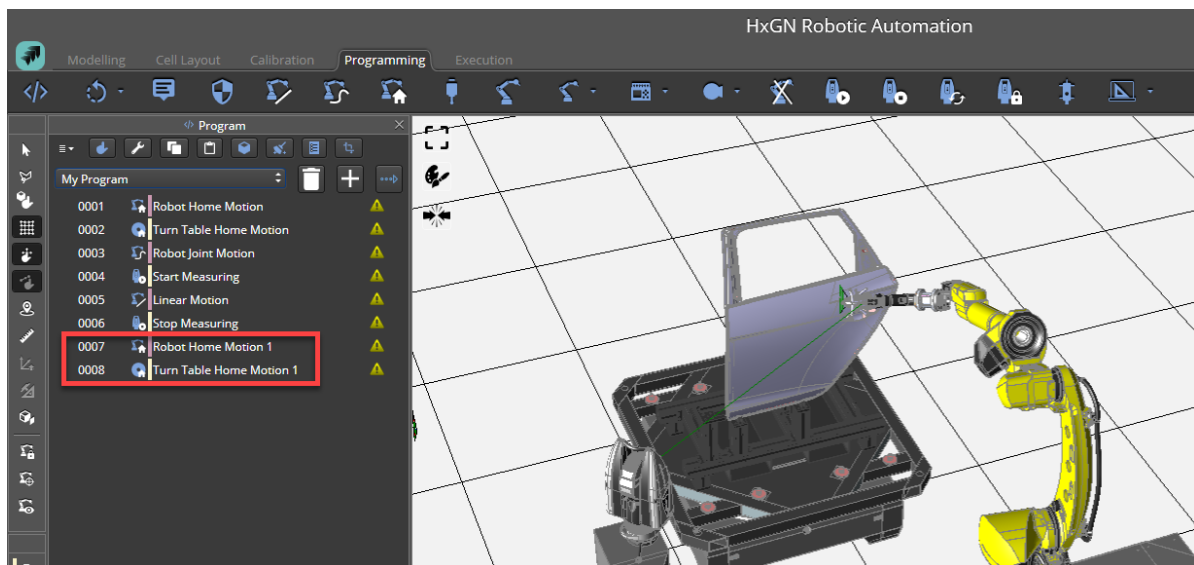 HxGN Robotic Automation
Modelling Cell Layout Calibration Programming Execution
</> Program
My Program
0001 Robot Home Motion
0002 Turn Table Home Motion
0003 Robot Joint Motion
0004 Start Measuring
0005 Linear Motion
0006 Stop Measuring
0007 Robot Home Motion 1
0008 Turn Table Home Motion 1